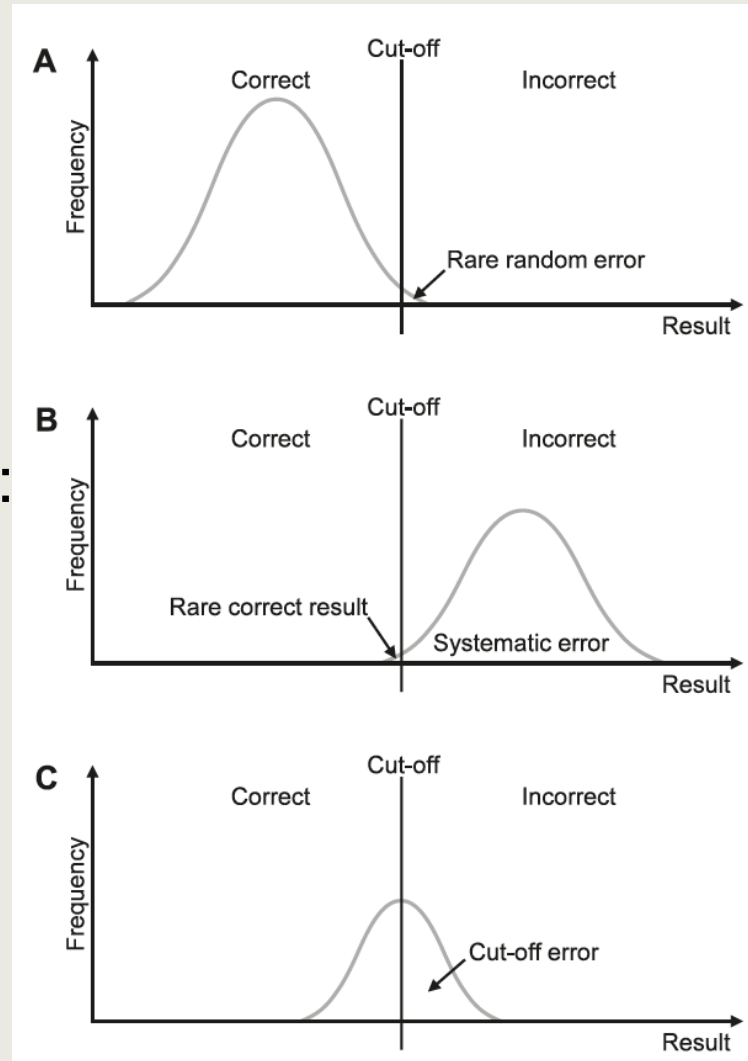 A
Cut-off
Correct
Incorrect
Frequency
Rare random error
Result
B
Cut-off
Correct
Incorrect
:
Frequency
Rare correct result
Systematic error
Result
C
Cut-off
Correct
Incorrect
Frequency
Cut-off error
Result